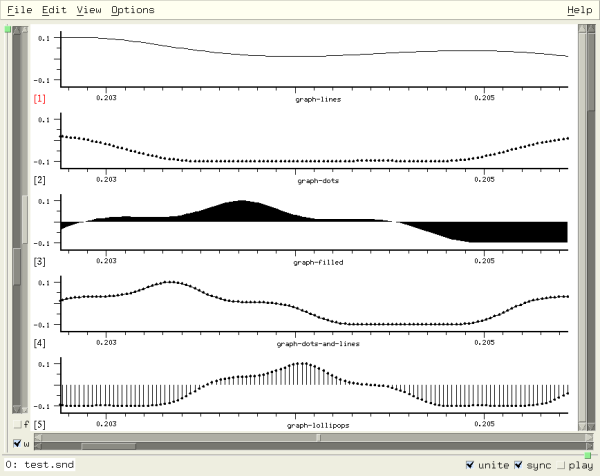 File Edit View Options Help
0.1
-0.1
[1] 0.203 graph-lines 0.205
0.1
-0.1
[2] 0.203 graph-dots 0.205
0.1
-0.1
[3] 0.203 graph-filled 0.205
0.1
-0.1
[4] 0.203 graph-dots-and-lines 0.205
0.1
-0.1
f [5] 0.203 graph-lollipops 0.205
w
0: test.snd unite sync play